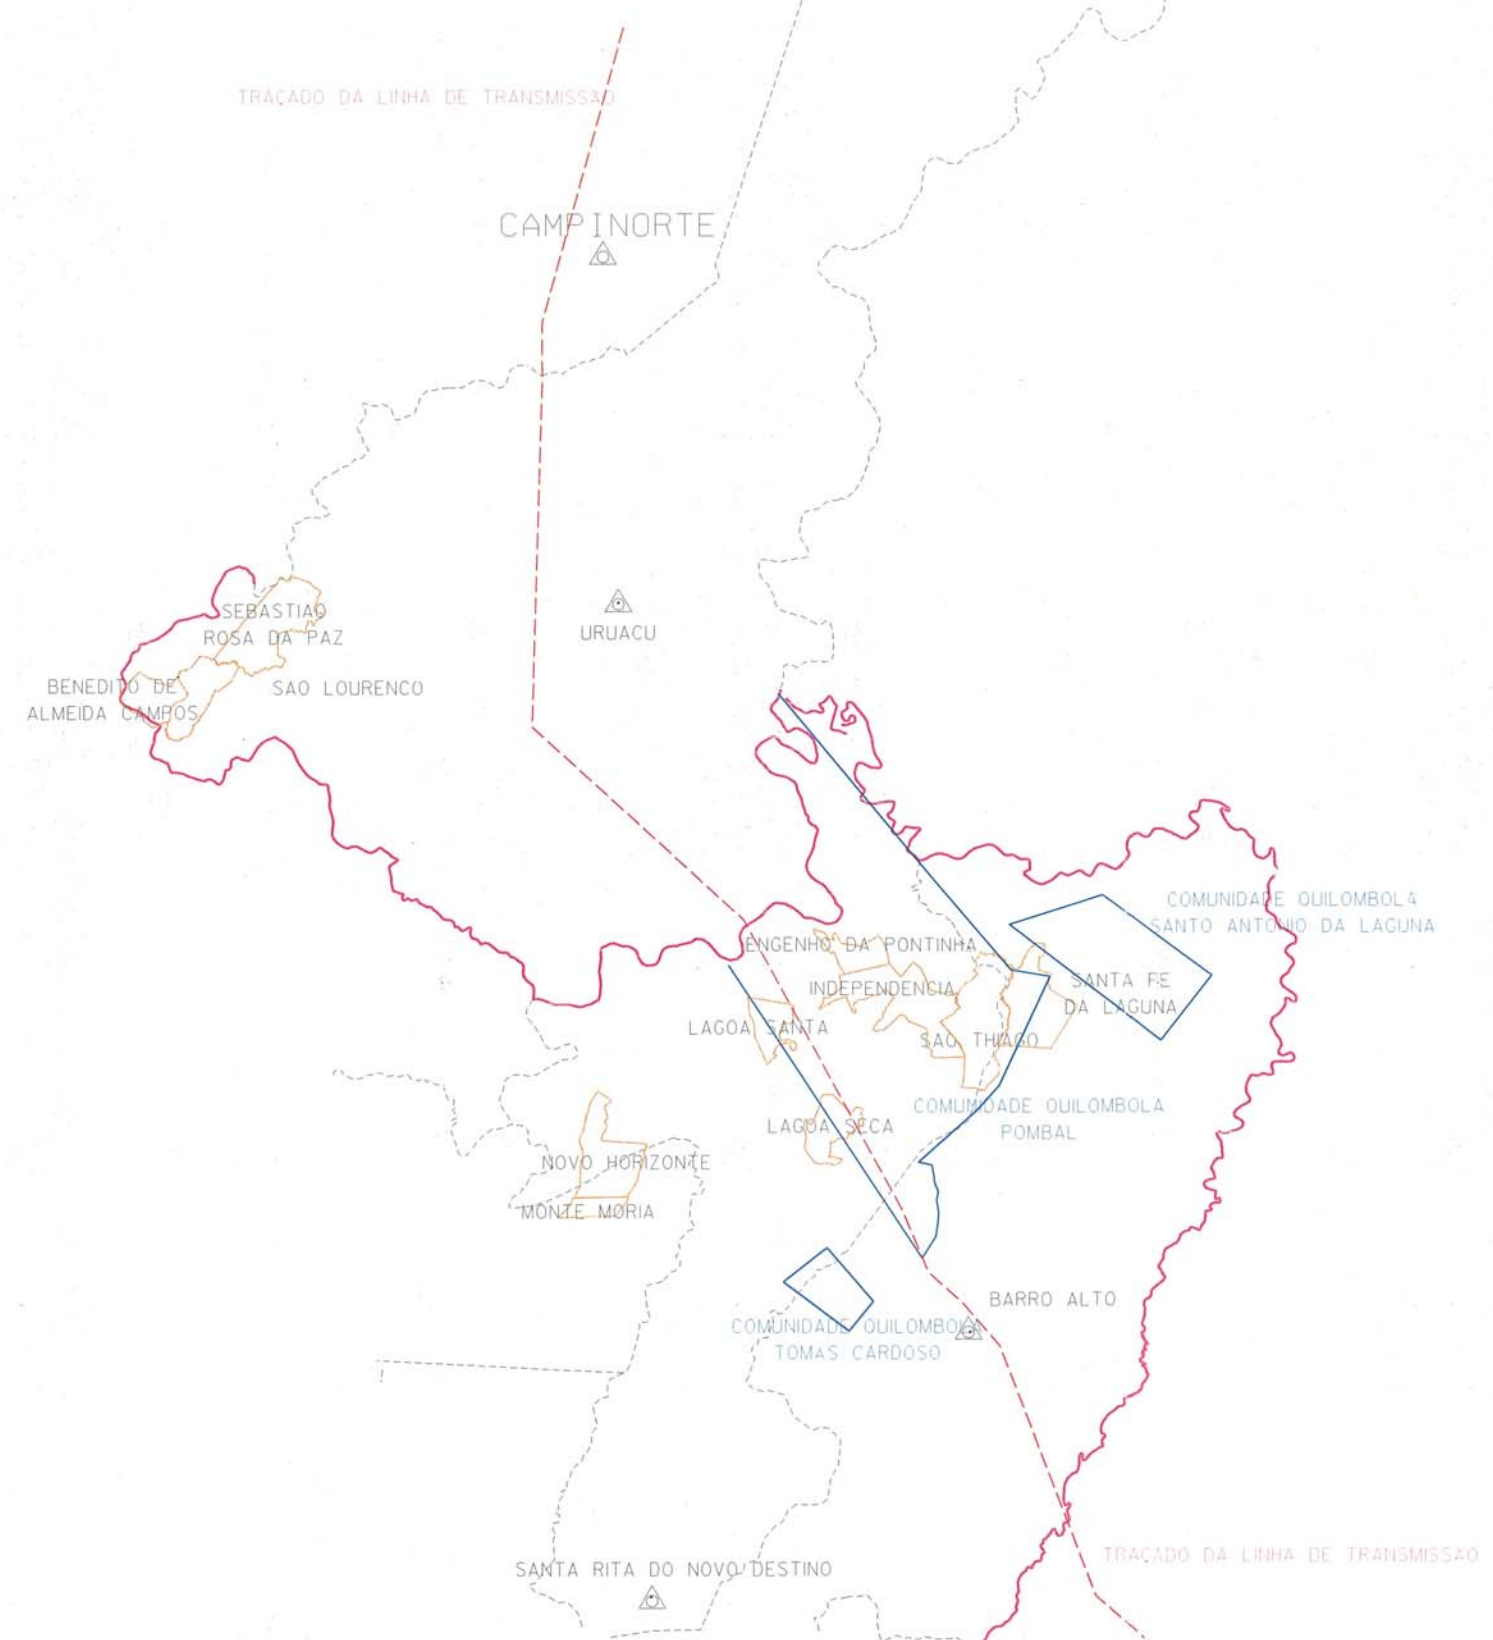 TRAÇADO DA LINHA DE TRANSMISSÃO
CAMPINORTE
SEBASTIAO
ROSA DA PAZ
URUACU
BENEDITO DE
ALMEIDA CAMPOS
SAO LOURENCO
COMUNIDADE QUILOMBOLA
SANTO ANTONIO DA LAGUNA
ENGENHO DA PONTINHA
INDEPENDENCIA
SANTA FE
DA LAGUNA
LAGOA SANTA
SAO THIAGO
COMUMIDADE QUILOMBOLA
POMBAL
LAGOA SECA
NOVO HORIZONTE
MONTE MORIA
BARRO ALTO
COMUNIDADE QUILOMBOLA
TOMAS CARDOSO
TRACADO DA LINHA DE TRANSMISSAO
SANTA RITA DO NOVO DESTINO